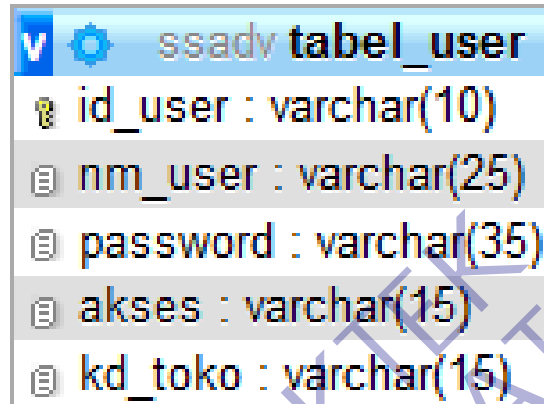 v ssadv tabel_user
id_user : varchar(10)
nm_user : varchar(25)
password : varchar(35)
akses : varchar(15)
kd_toko : varchar(15)